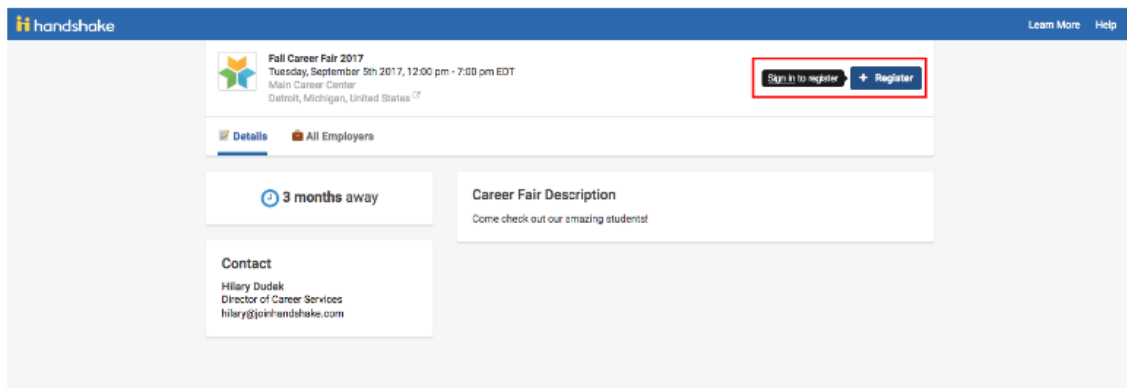 handshake
Learn More Help
Fall Career Fair 2017
Tuesday, September 5th 2017, 12:00 pm - 7:00 pm EDT
Main Career Center
Detroit, Michigan, United States
Sign in to register
+ Register
Details
All Employers
3 months away
Career Fair Description
Come check out our amazing students!
Contact
Hilary Dudek
Director of Career Services
hilary@joinhandshake.com